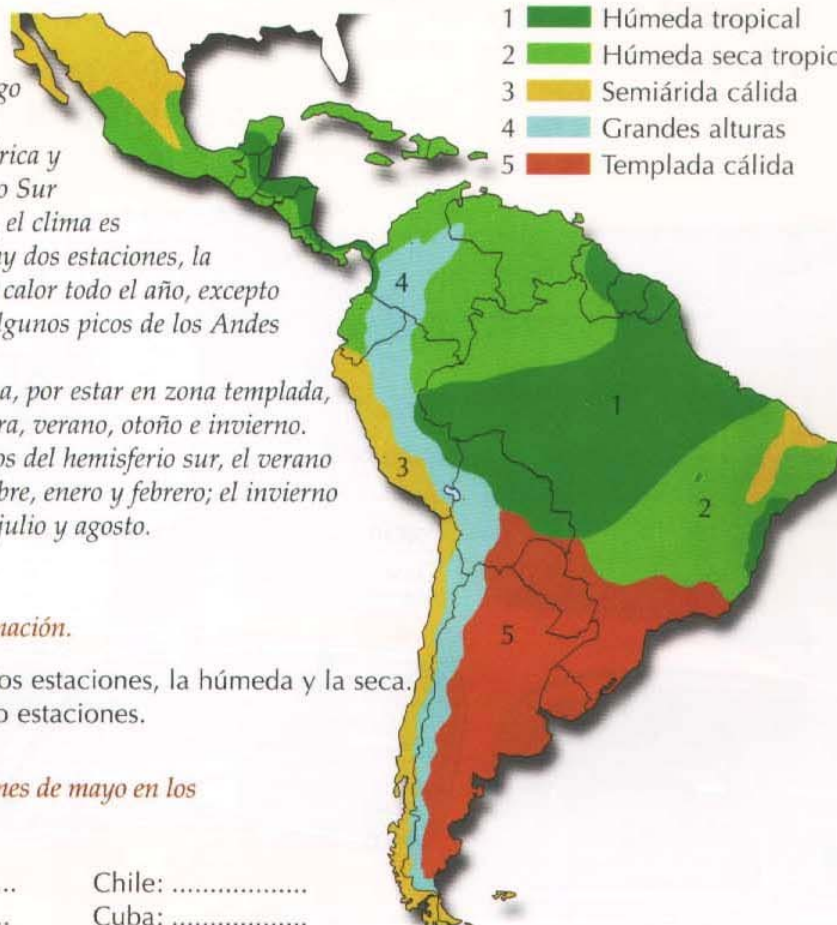 1 Húmeda tropical
2 Húmeda seca tropic
3 Semiárida cálida
4 Grandes alturas
5 Templada cálida
go
rica y
o Sur
el clima es
y dos estaciones, la
calor todo el año, excepto
lgunos picos de los Andes
a, por estar en zona templada,
ra, verano, otoño e invierno.
os del hemisferio sur, el verano
bre, enero y febrero; el invierno
julio y agosto.
nación.
os estaciones, la húmeda y la seca.
o estaciones.
nes de mayo en los
.. Chile: ..................
.. Cuba: ..................
4
1
3
2
5